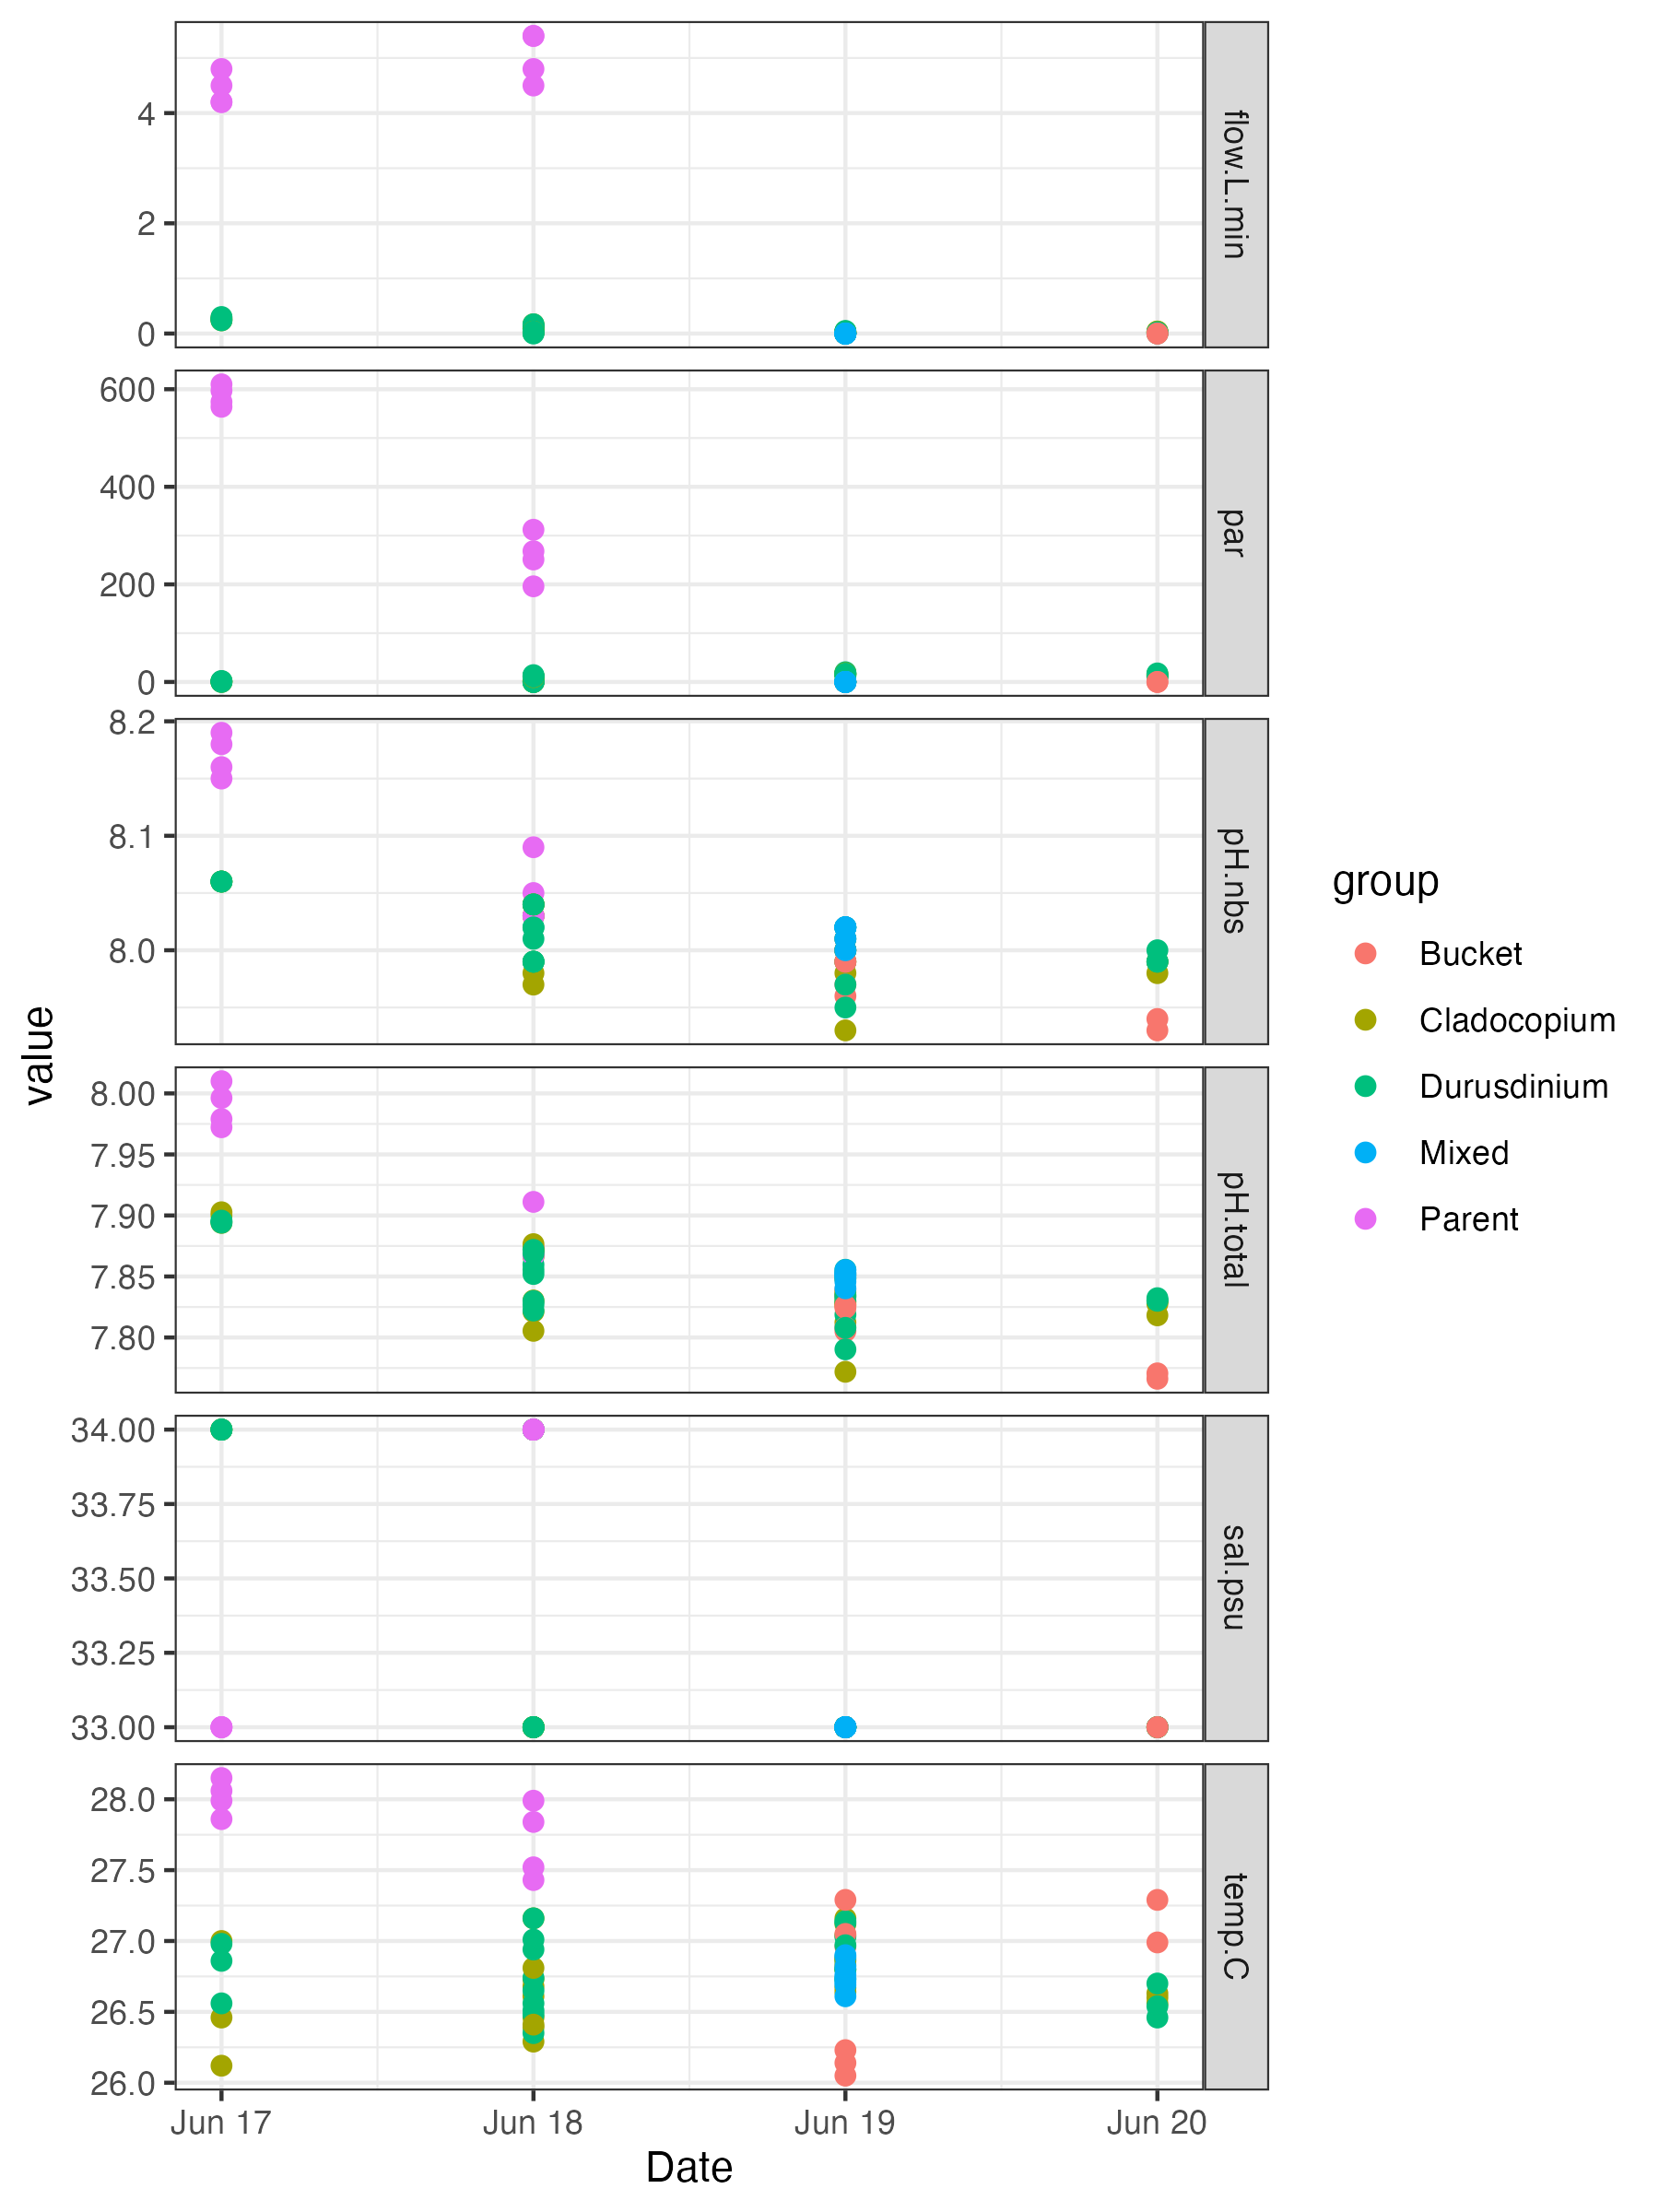 value
4
2
0
flow.L.min
600
400
200
0
par
8.2
8.1
8.0
pH.nbs
8.00
7.95
7.90
7.85
7.80
pH.total
34.00
33.75
33.50
33.25
33.00
sal.psu
28.0
27.5
27.0
26.5
26.0
temp.C
Jun 17
Jun 18
Jun 19
Jun 20
Date
group
Bucket
Cladocopium
Durusdinium
Mixed
Parent